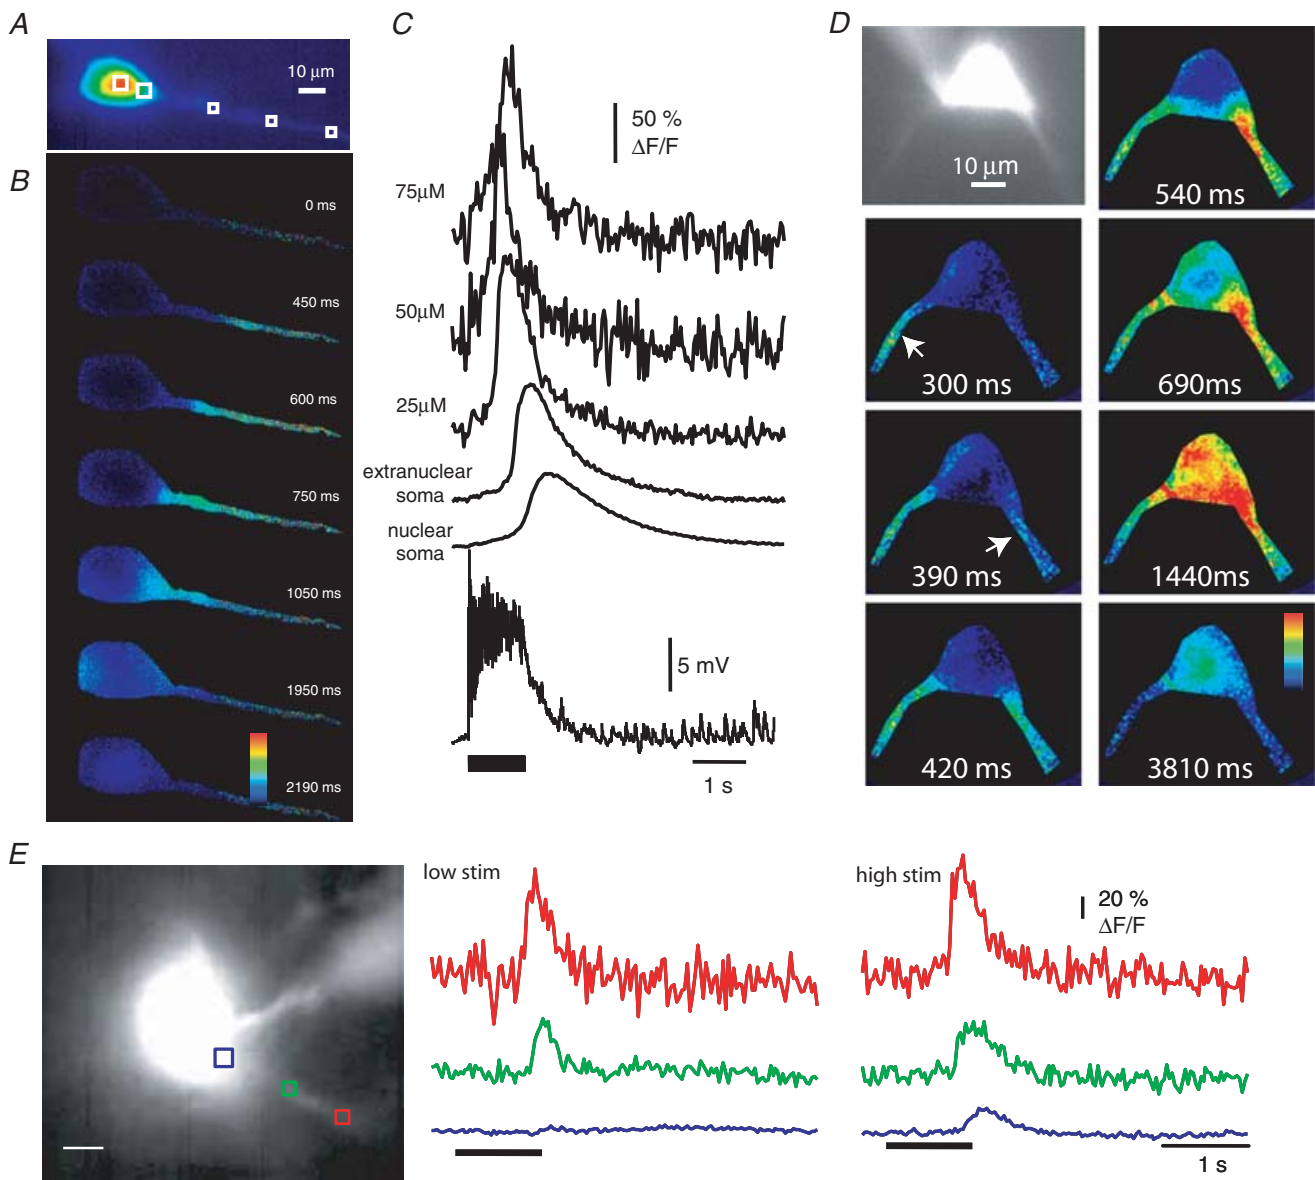 A
10 μm
B
0 ms
450 ms
600 ms
750 ms
1050 ms
1950 ms
2190 ms
C
50 %
ΔF/F
75μM
50μM
25μM
extranuclear
soma
nuclear
soma
5 mV
1 s
D
10 μm
540 ms
300 ms
690ms
390 ms
1440ms
420 ms
3810 ms
E
low stim
high stim
20 %
ΔF/F
1 s